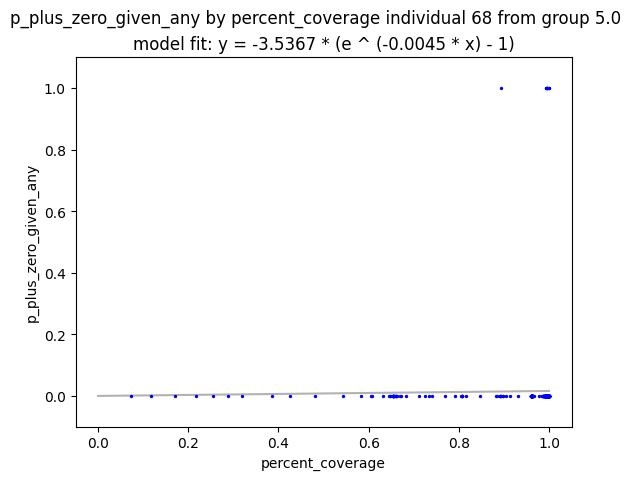 p_plus_zero_given_any by percent_coverage individual 68 from group 5.0
model fit: y = -3.5367 * (e ^ (-0.0045 * x) - 1)
1.0
0.8
0.6
0.4
0.2
0.0
p_plus_zero_given_any
0.0 0.2 0.4 0.6 0.8 1.0
percent_coverage